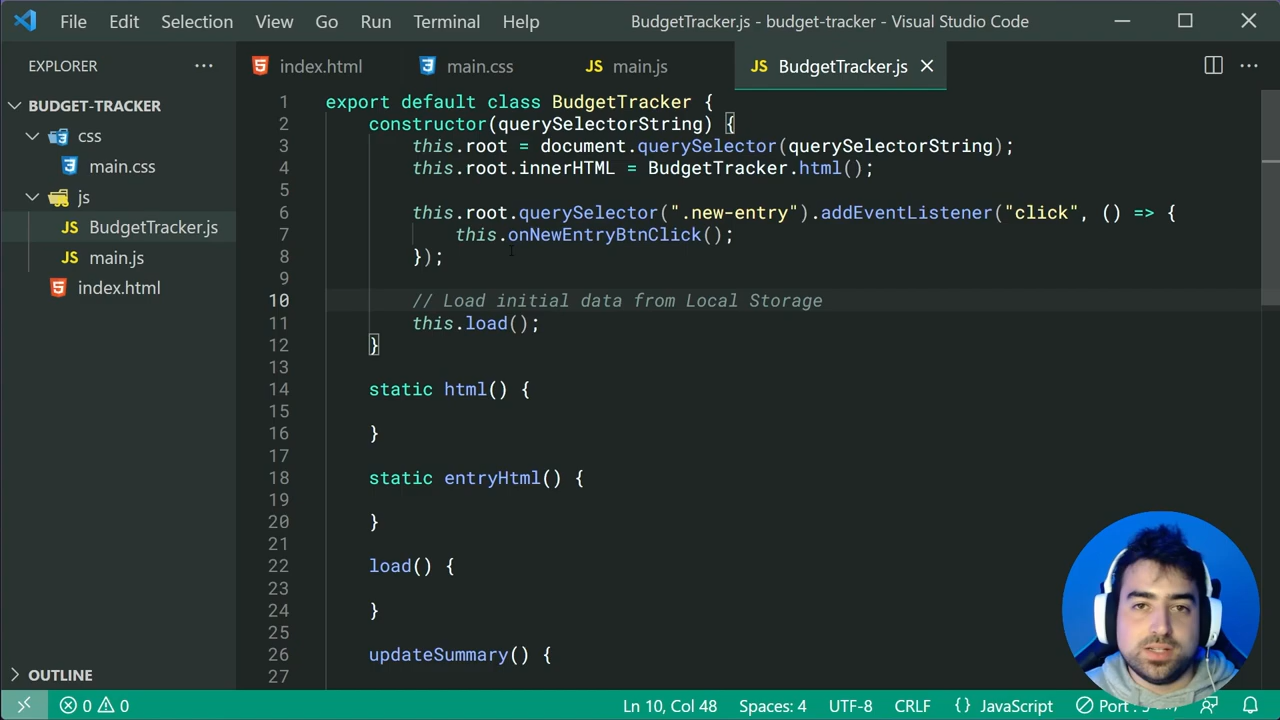 File Edit Selection View Go Run Terminal Help BudgetTracker.js - budget-tracker - Visual Studio Code
EXPLORER ···
index.html main.css JS main.js JS BudgetTracker.js
BUDGET-TRACKER
css
main.css
js
JS BudgetTracker.js
JS main.js
index.html
OUTLINE
1 export default class BudgetTracker {
2 constructor(querySelectorString) {
3 this.root = document.querySelector(querySelectorString);
4 this.root.innerHTML = BudgetTracker.html();
5
6 this.root.querySelector(".new-entry").addEventListener("click", () => {
7 this.onNewEntryBtnClick();
8 });
9
10 // Load initial data from Local Storage
11 this.load();
12 }
13
14 static html() {
15
16 }
17
18 static entryHtml() {
19
20 }
21
22 load() {
23
24 }
25
26 updateSummary() {
27
0 0 Ln 10, Col 48 Spaces: 4 UTF-8 CRLF {} JavaScript Port :